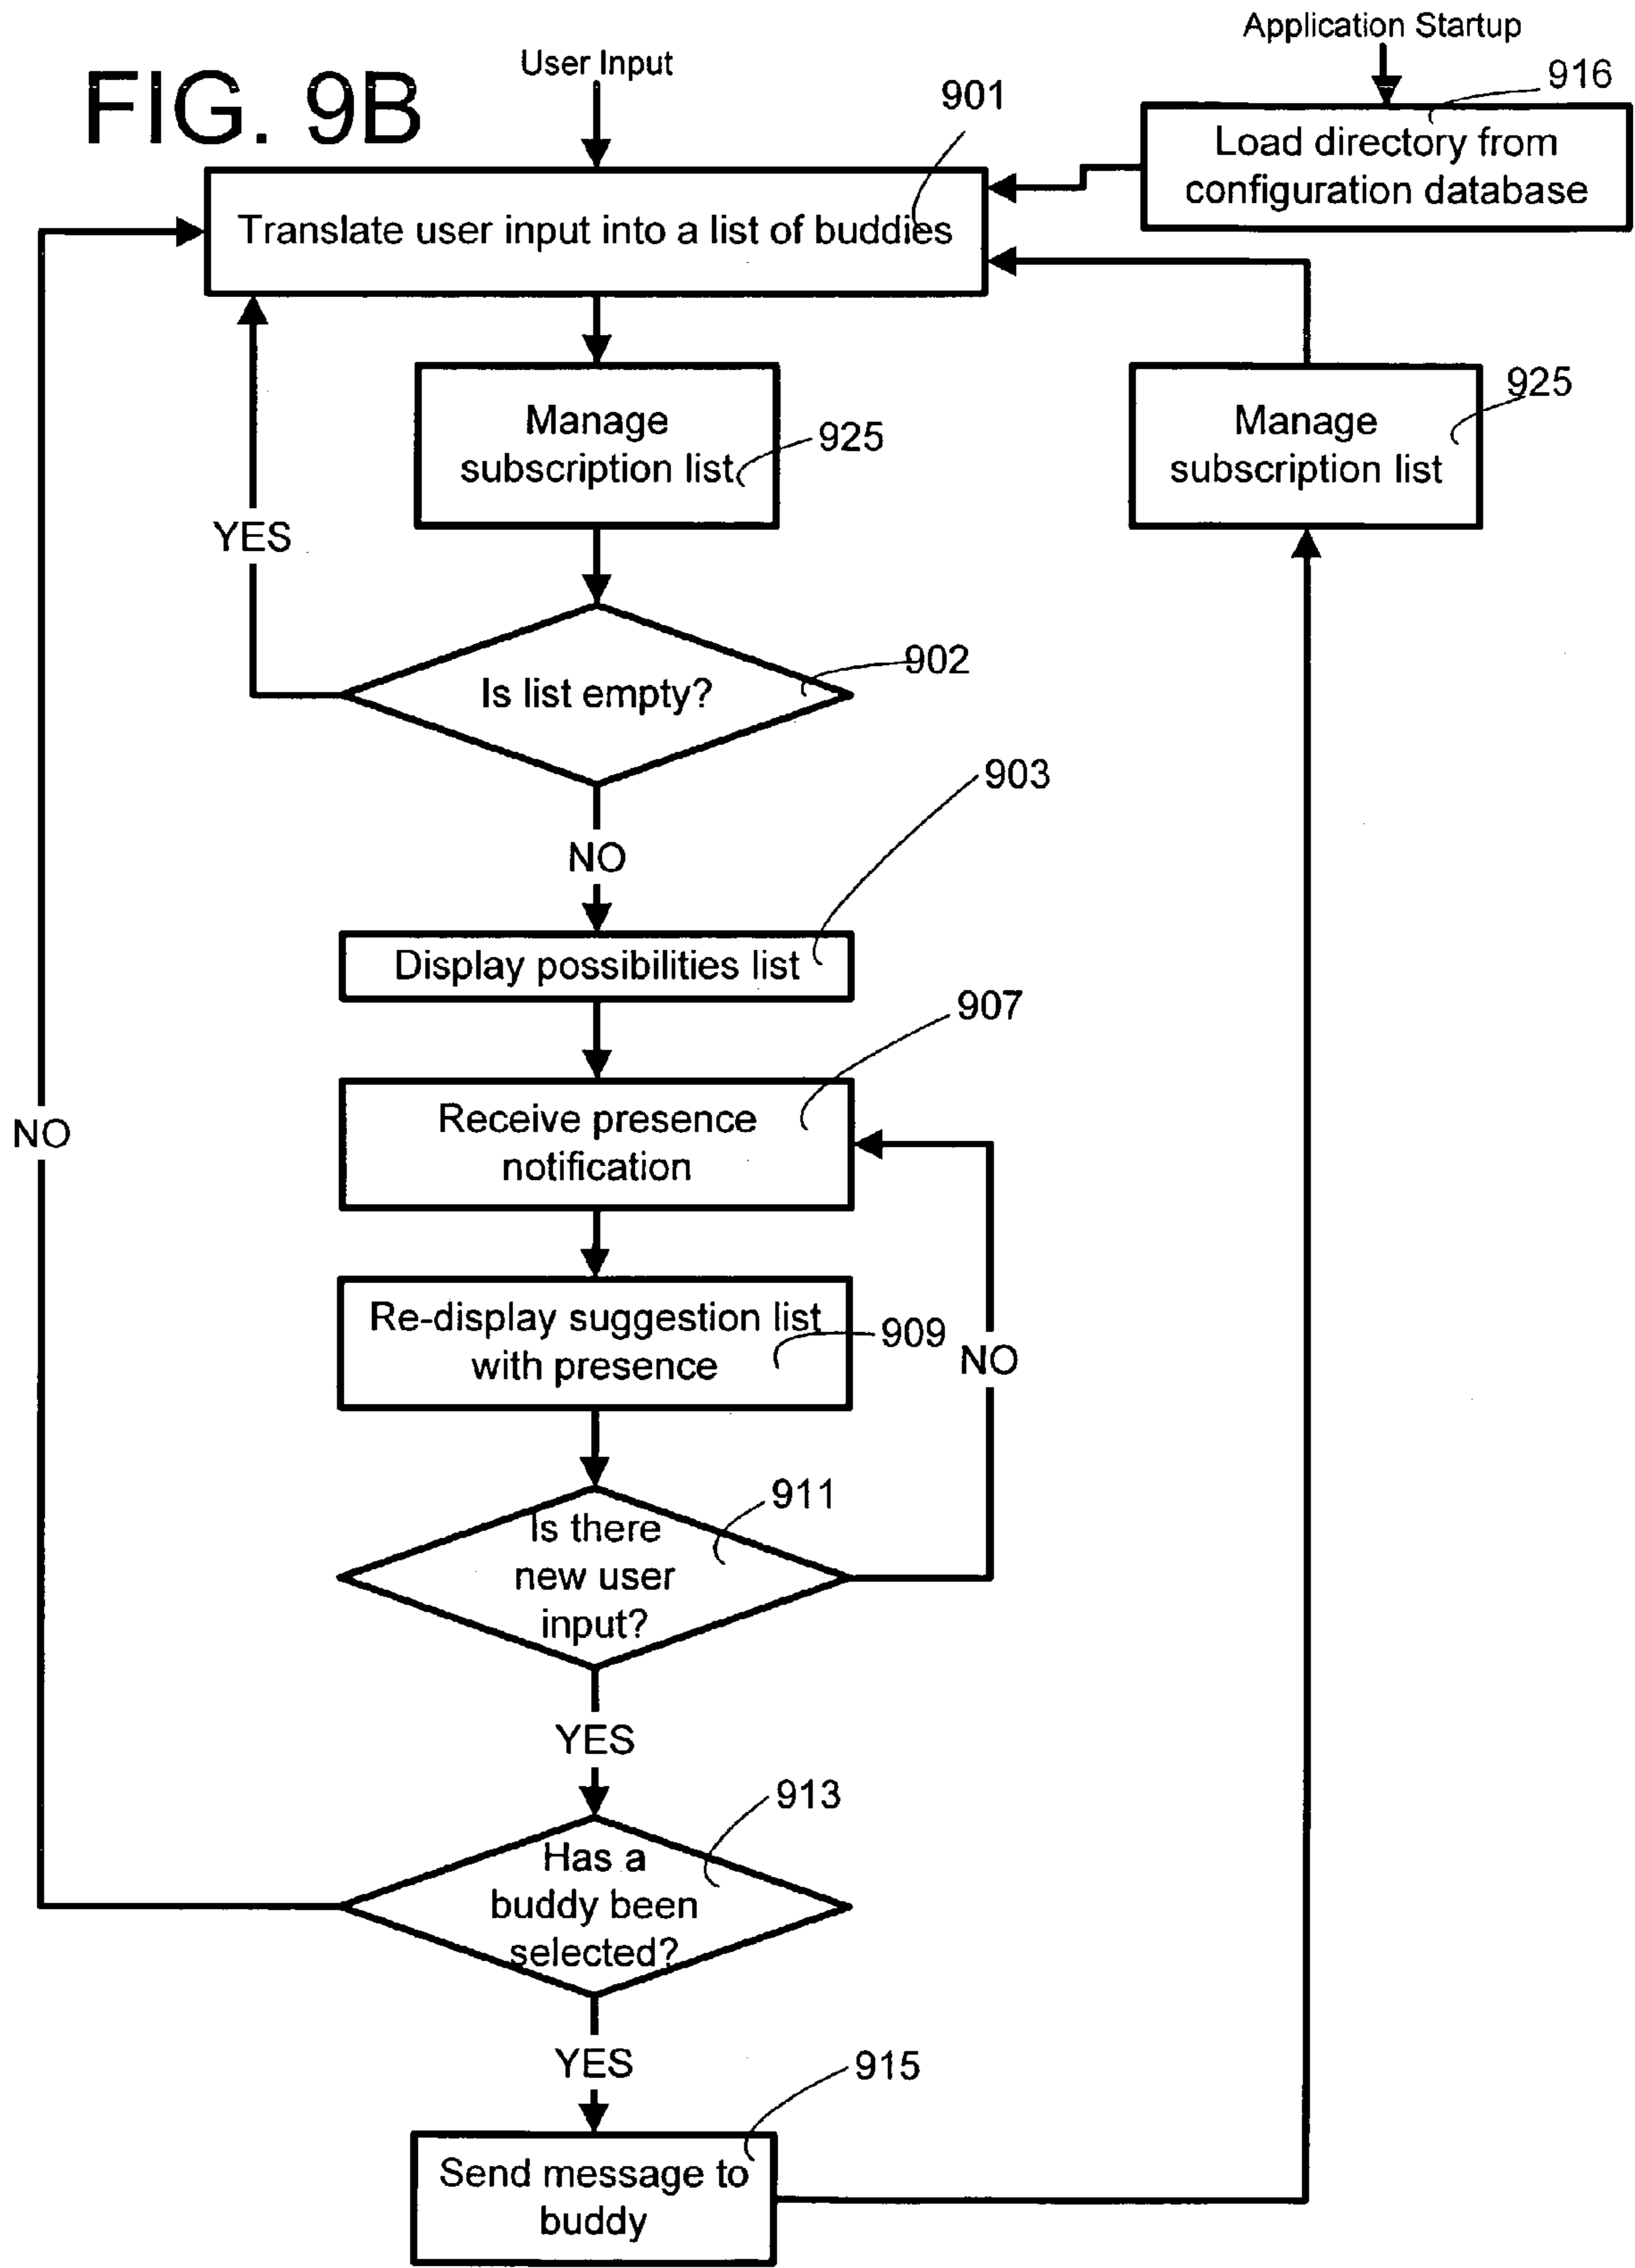 Application Startup
User Input
FIG. 9B
901
916
Load directory from
configuration database
Translate user input into a list of buddies
Manage
subscription list
925
Manage
subscription list
925
YES
902
Is list empty?
903
NO
Display possibilities list
907
Receive presence
notification
NO
Re-display suggestion list
with presence
909
NO
911
Is there
new user
input?
YES
913
Has a
buddy been
selected?
YES
915
Send message to
buddy